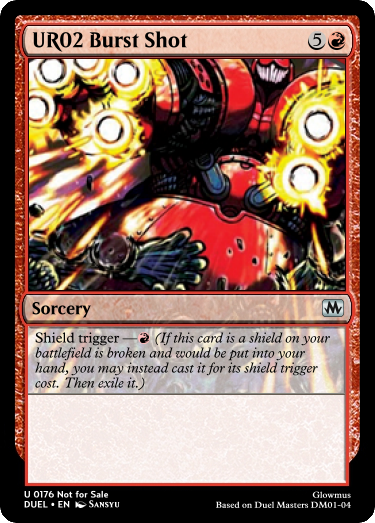 UR02 Burst Shot 5
Sorcery
Shield trigger — (If this card is a shield on your
battlefield is broken and would be put into your
hand, you may instead cast it for its shield trigger
cost. Then exile it.)
U 0176 Not for Sale
Glowmus
DUEL • EN Sansyu
Based on Duel Masters DM01-04